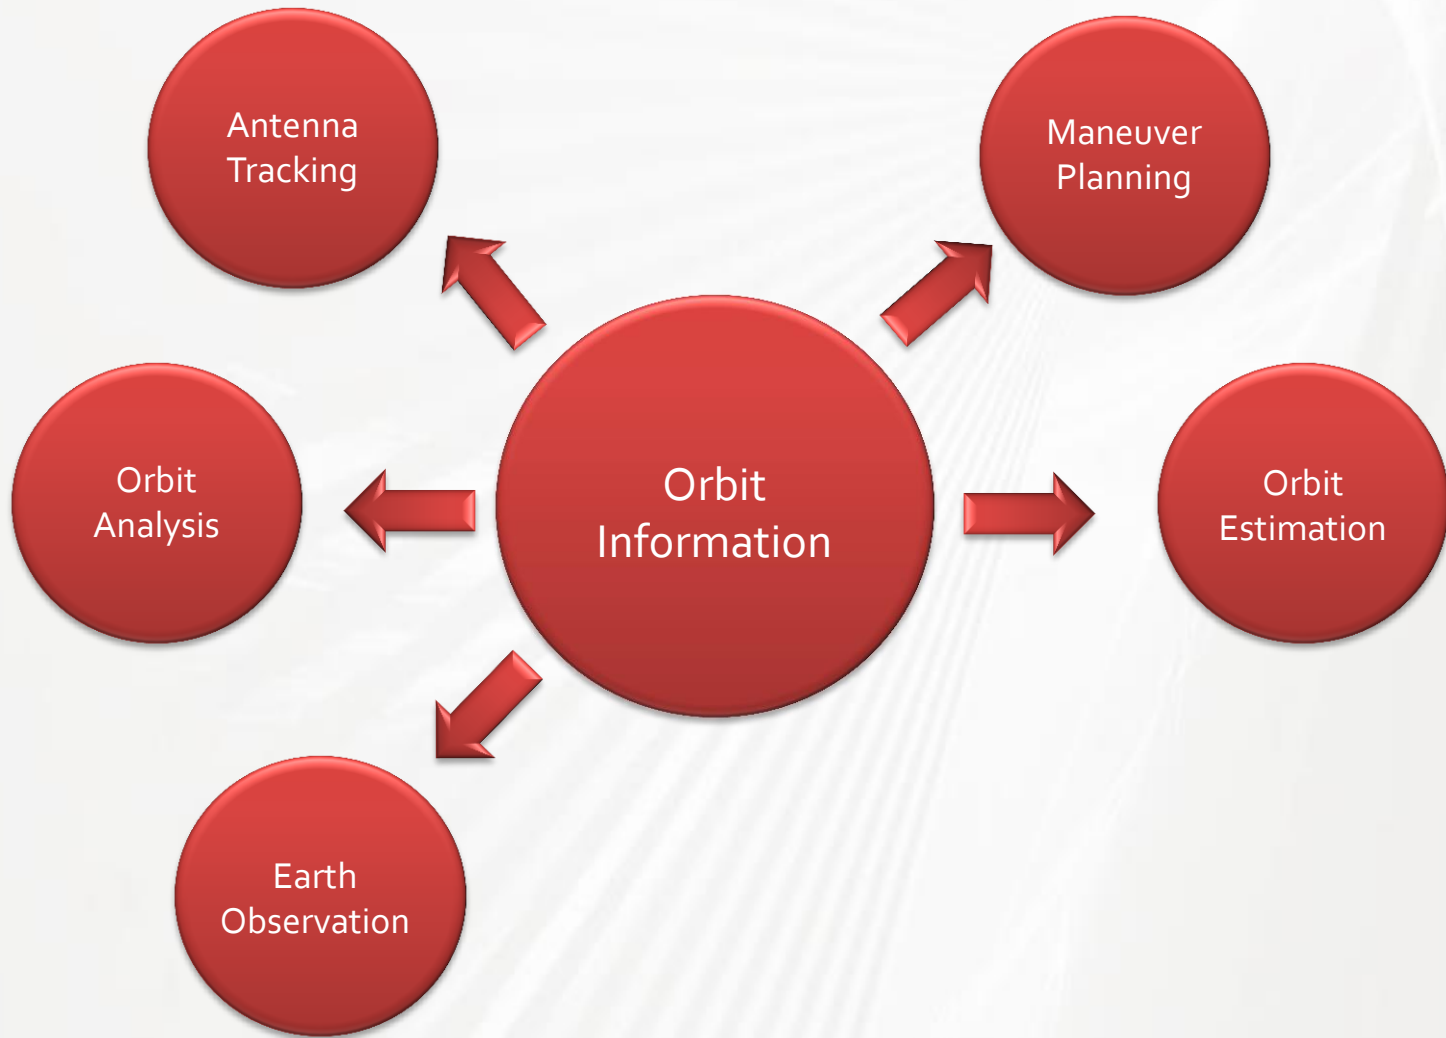 Antenna
Tracking
Maneuver
Planning
Orbit
Analysis
Orbit
Information
Orbit
Estimation
Earth
Observation